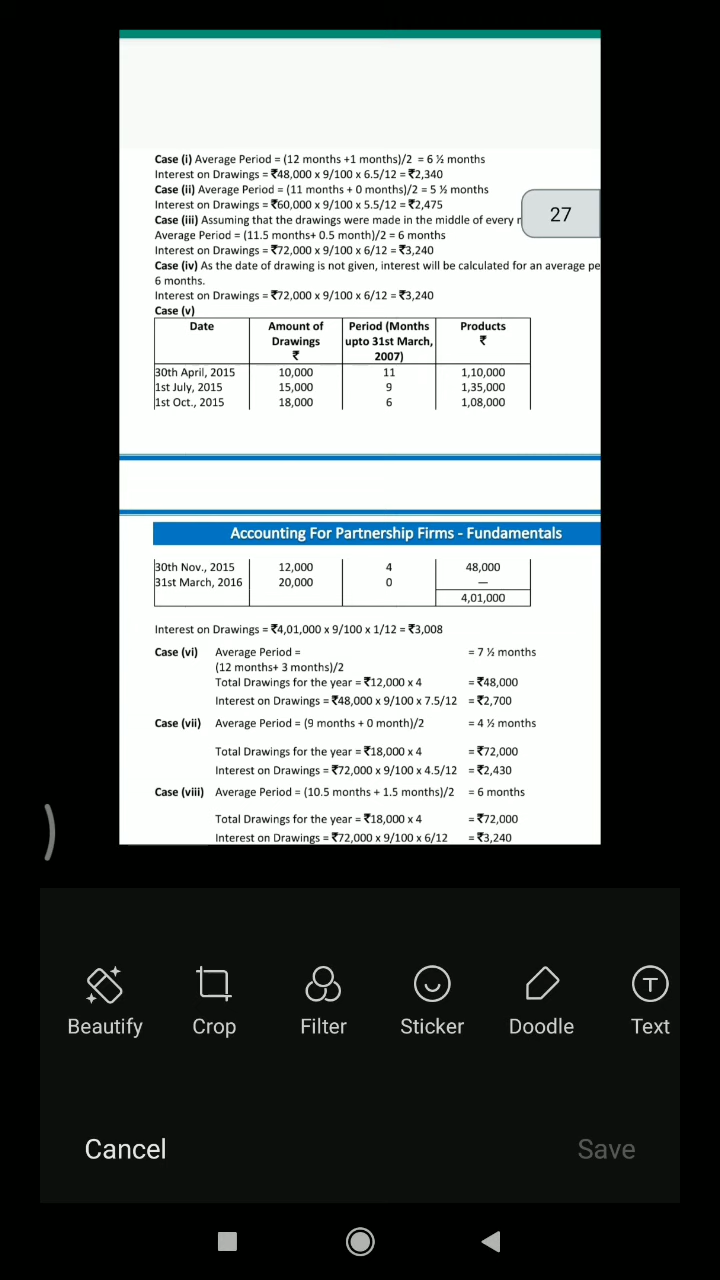 Case (i) Average Period = (12 months +1 months)/2 = 6 ½ months
Interest on Drawings = ₹48,000 x 9/100 x 6.5/12 = ₹2,340
Case (ii) Average Period = (11 months + 0 months)/2 = 5 ½ months
Interest on Drawings = ₹60,000 x 9/100 x 5.5/12 = ₹2,475
27
Case (iii) Assuming that the drawings were made in the middle of every
Average Period = (11.5 months+ 0.5 month)/2 = 6 months
Interest on Drawings = ₹72,000 x 9/100 x 6/12 = ₹3,240
Case (iv) As the date of drawing is not given, interest will be calculated for an average pe
6 months.
Interest on Drawings = ₹72,000 x 9/100 x 6/12 = ₹3,240
Case (v)
Date Amount of Period (Months Products
Drawings upto 31st March, ₹
₹ 2007)
30th April, 2015 10,000 11 1,10,000
1st July, 2015 15,000 9 1,35,000
1st Oct., 2015 18,000 6 1,08,000
Accounting For Partnership Firms - Fundamentals
30th Nov., 2015 12,000 4 48,000
31st March, 2016 20,000 0 —
4,01,000
Interest on Drawings = ₹4,01,000 x 9/100 x 1/12 = ₹3,008
Case (vi) Average Period = = 7 ½ months
(12 months+ 3 months)/2
Total Drawings for the year = ₹12,000 x 4 = ₹48,000
Interest on Drawings = ₹48,000 x 9/100 x 7.5/12 = ₹2,700
Case (vii) Average Period = (9 months + 0 month)/2 = 4 ½ months
Total Drawings for the year = ₹18,000 x 4 = ₹72,000
Interest on Drawings = ₹72,000 x 9/100 x 4.5/12 = ₹2,430
Case (viii) Average Period = (10.5 months + 1.5 months)/2 = 6 months
Total Drawings for the year = ₹18,000 x 4 = ₹72,000
Interest on Drawings = ₹72,000 x 9/100 x 6/12 = ₹3,240
Beautify Crop Filter Sticker Doodle Text
Cancel Save